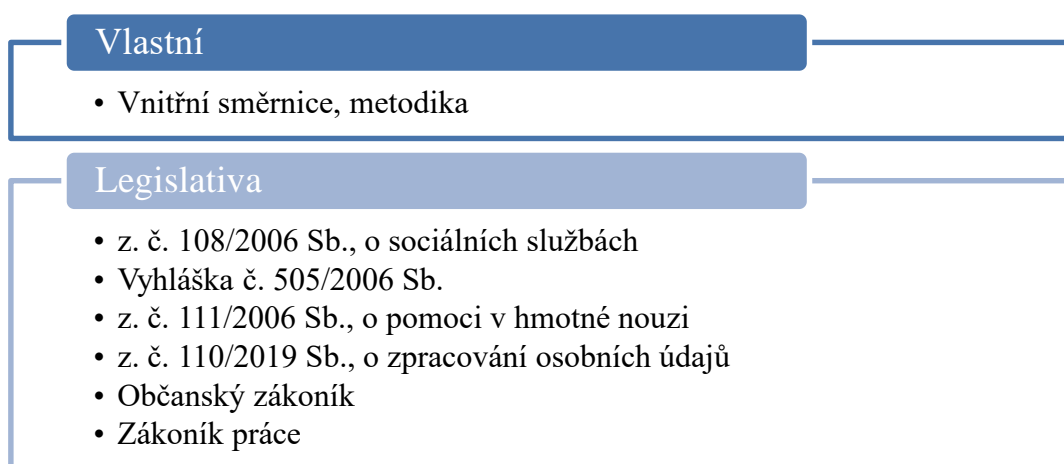 Vlastní
• Vnitřní směrnice, metodika
Legislativa
• z. č. 108/2006 Sb., o sociálních službách
• Vyhláška č. 505/2006 Sb.
• z. č. 111/2006 Sb., o pomoci v hmotné nouzi
• z. č. 110/2019 Sb., o zpracování osobních údajů
• Občanský zákoník
• Zákoník práce